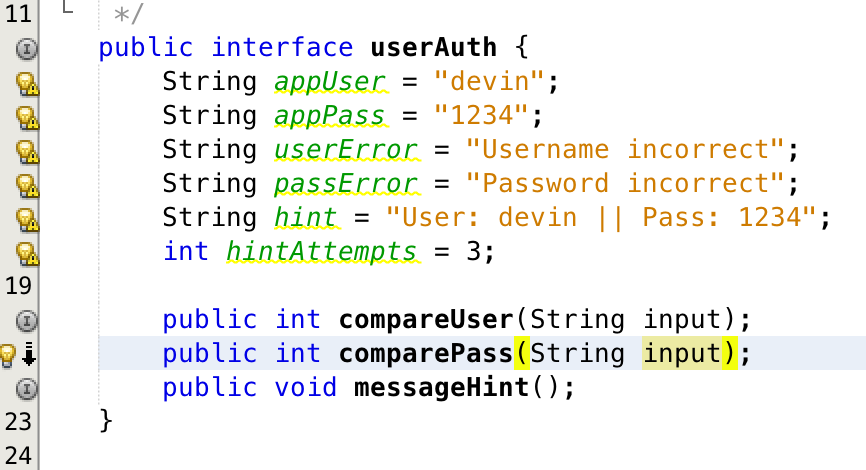 11 */
public interface userAuth {
String appUser = "devin";
String appPass = "1234";
String userError = "Username incorrect";
String passError = "Password incorrect";
String hint = "User: devin || Pass: 1234";
int hintAttempts = 3;
19
public int compareUser(String input);
public int comparePass(String input);
public void messageHint();
23 }
24